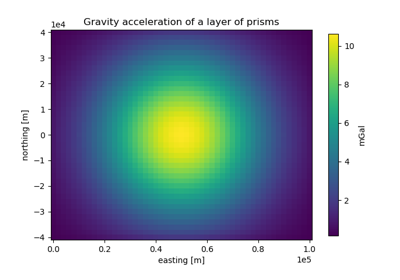 Gravity acceleration of a layer of prisms
1e4
4
3
2
1
0
−1
−2
−3
−4
northing [m]
0.0 0.2 0.4 0.6 0.8 1.0
1e5
easting [m]
10
8
6
4
2
mGal